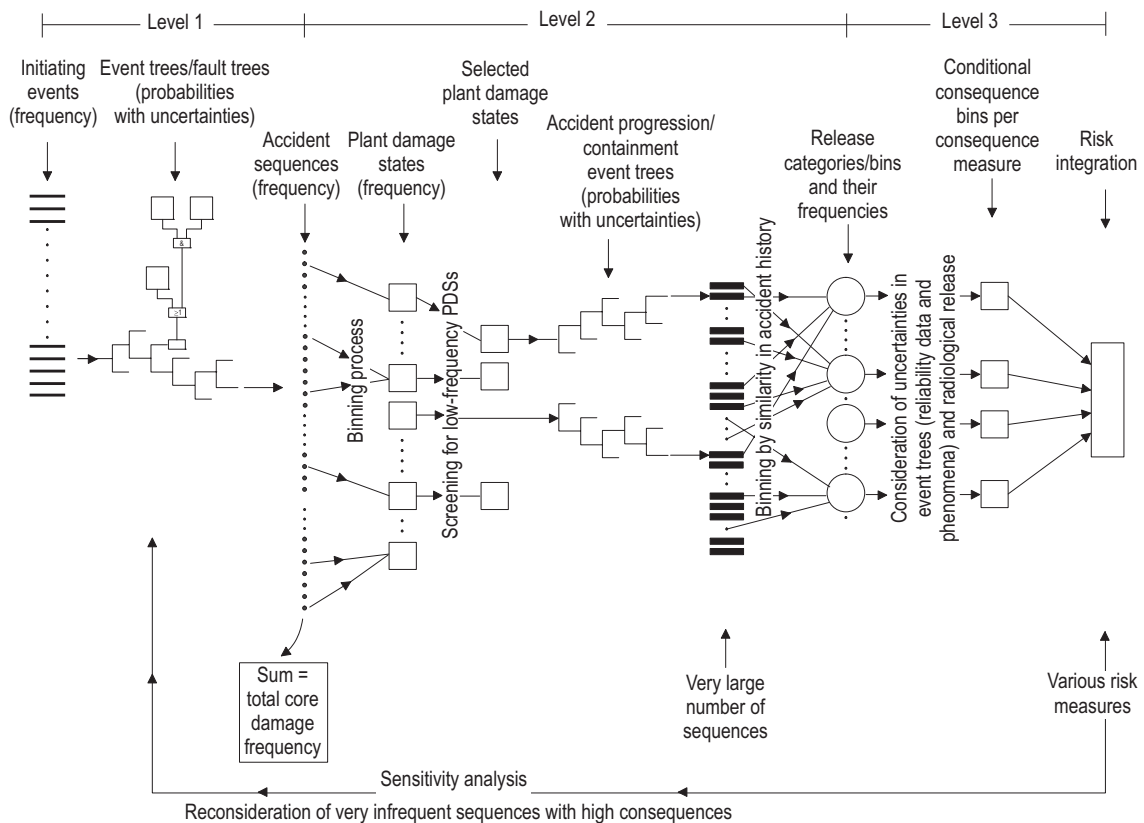 Level 1
Level 2
Level 3
Initiating
events
(frequency)
Event trees/fault trees
(probabilities
with uncertainties)
Accident
sequences
(frequency)
Plant damage
states
(frequency)
Selected
plant damage
states
Accident progression/
containment
event trees
(probabilities
with uncertainties)
Release
categories/bins
and their
frequencies
Conditional
consequence
bins per
consequence
measure
Risk
integration
&
≥1
Binning process
Screening for low-frequency PDSs
Binning by similarity in accident history
Consideration of uncertainties in
event trees (reliability data and
phenomena) and radiological release
Sum =
total core
damage
frequency
Very large
number of
sequences
Various risk
measures
Sensitivity analysis
Reconsideration of very infrequent sequences with high consequences